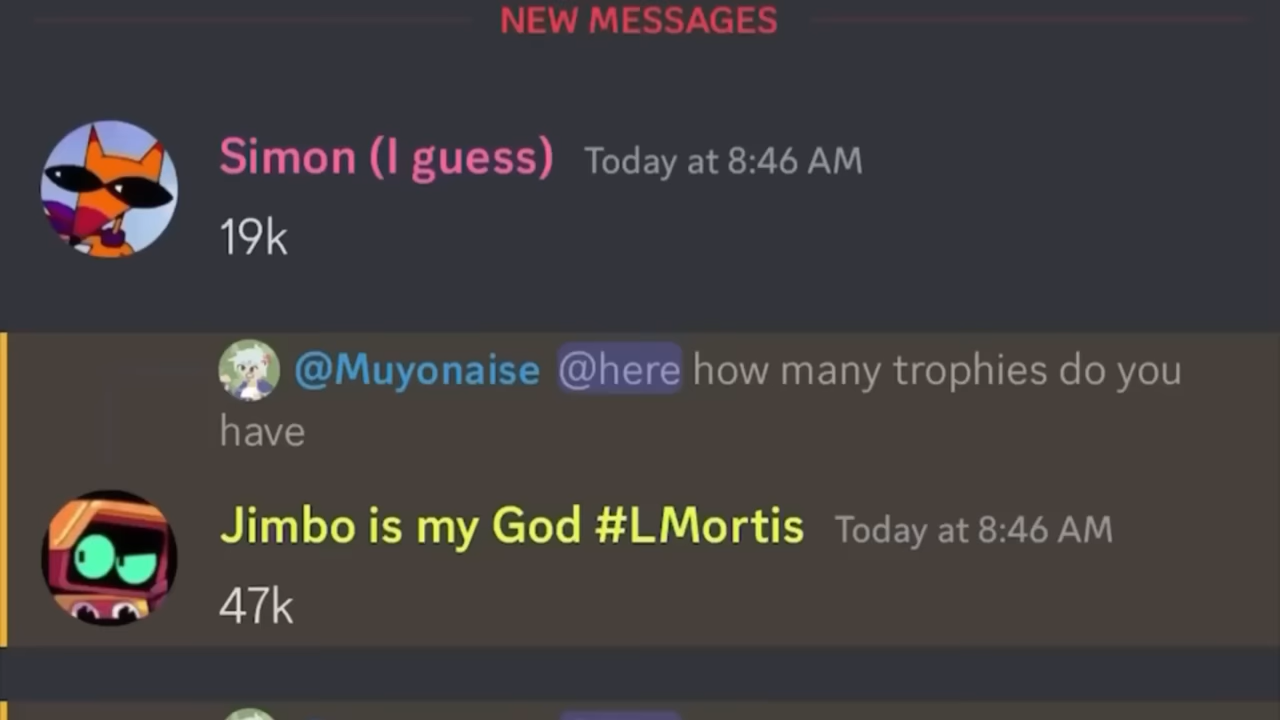 NEW MESSAGES
Simon (I guess) Today at 8:46 AM
19k
@Muyonaise @here how many trophies do you
have
Jimbo is my God #LMortis Today at 8:46 AM
47k